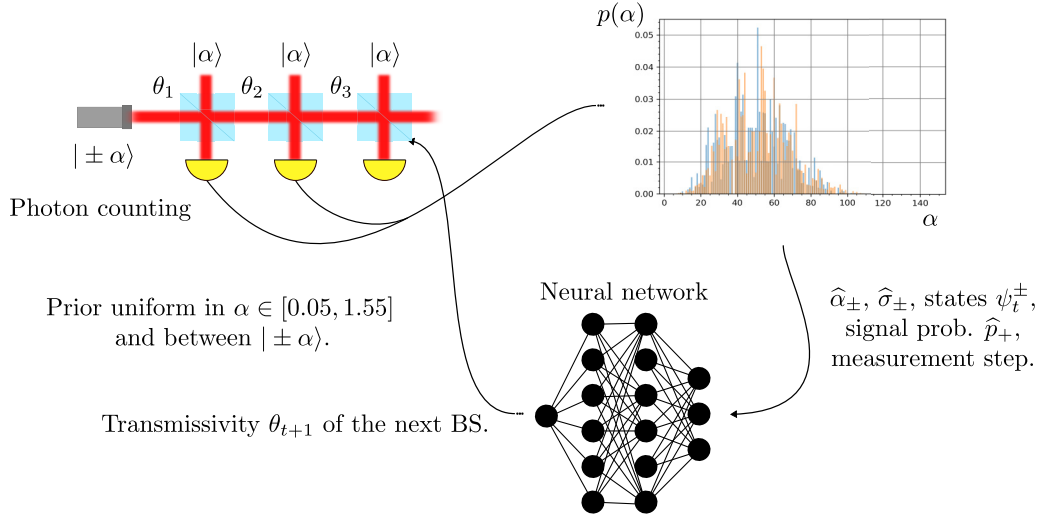 |α⟩ |α⟩ |α⟩
θ₁ θ₂ θ₃
| ± α⟩
Photon counting
p(α)
0.05
0.04
0.03
0.02
0.01
0.00
0 20 40 60 80 100 120 140
α
Prior uniform in α ∈ [0.05, 1.55]
and between | ± α⟩.
Neural network
α̂±, σ̂±, states ψₜ±,
signal prob. p̂₊,
measurement step.
Transmissivity θₜ₊₁ of the next BS.